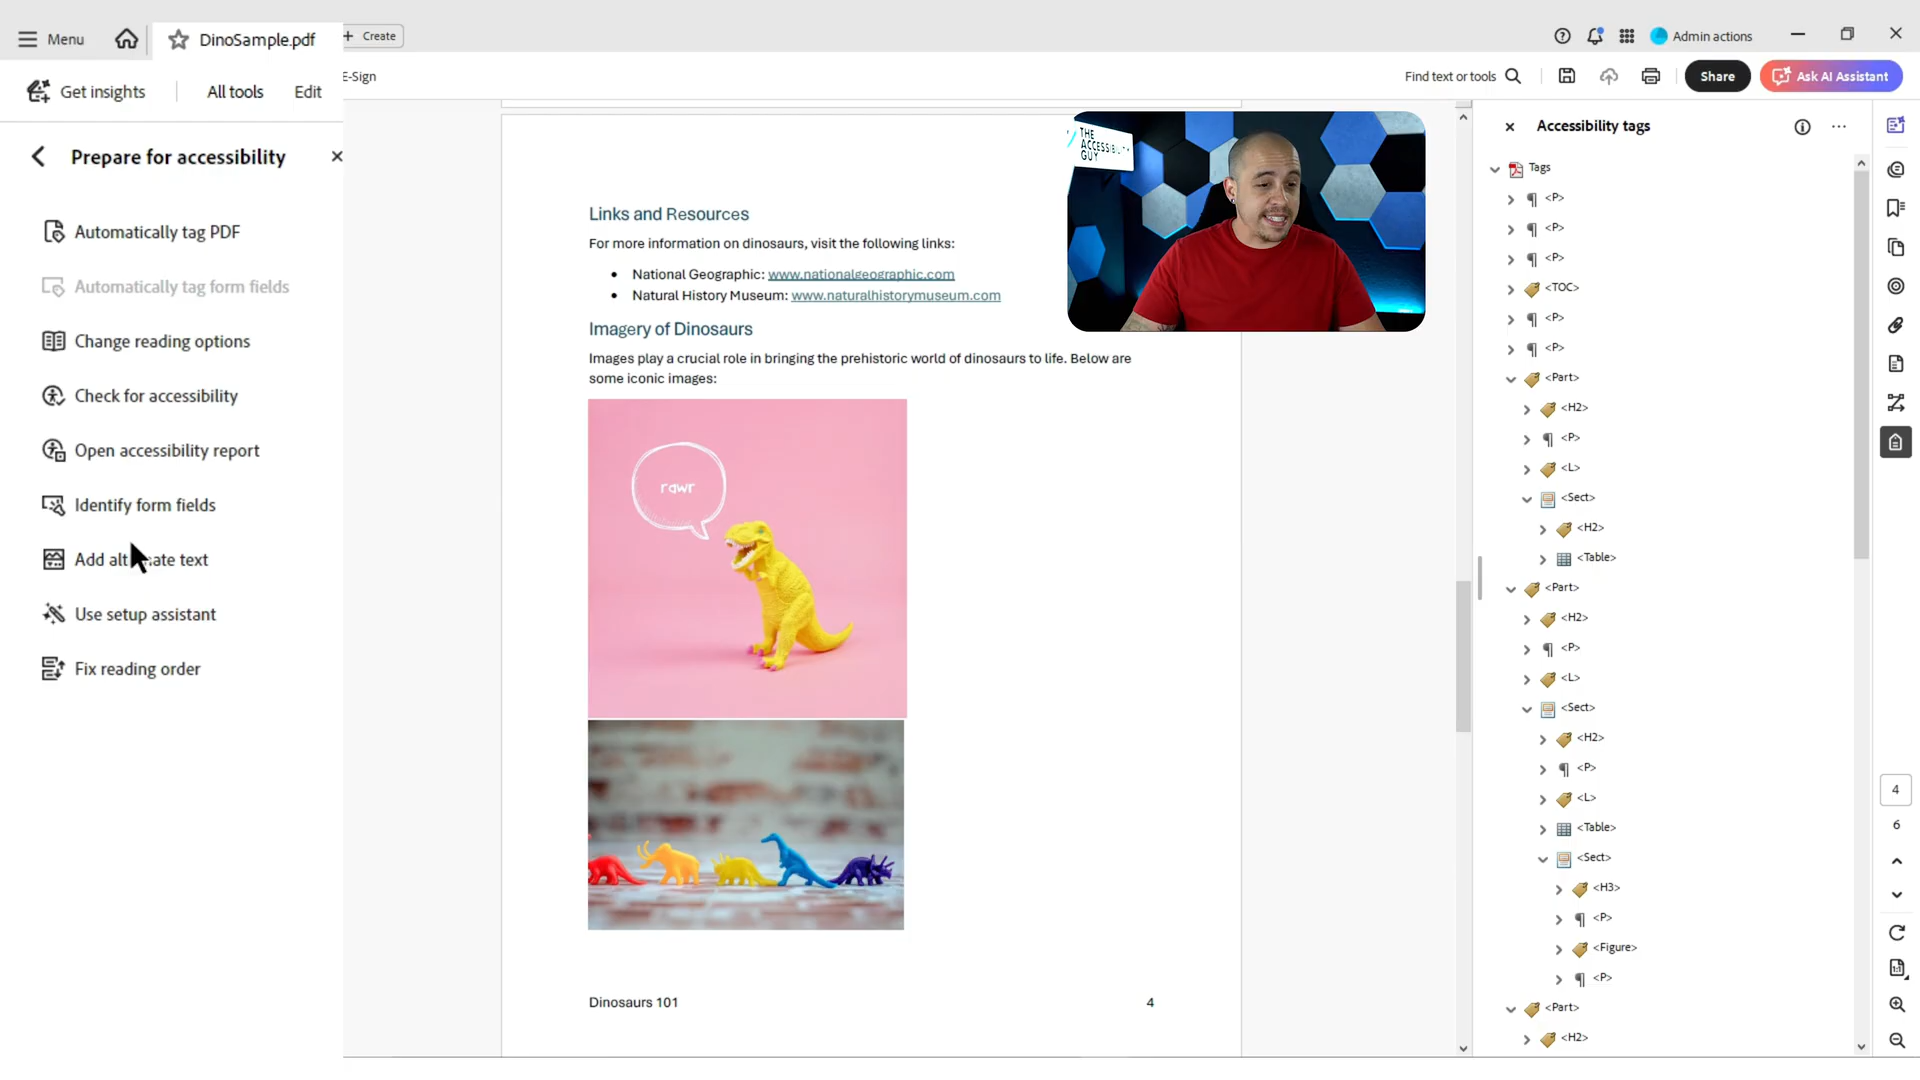 Menu
DinoSample.pdf
Create
Admin actions
Get insights
All tools
Edit
E-Sign
Find text or tools
Share
Ask AI Assistant
Prepare for accessibility
Automatically tag PDF
Automatically tag form fields
Change reading options
Check for accessibility
Open accessibility report
Identify form fields
Add alternate text
Use setup assistant
Fix reading order
Links and Resources
For more information on dinosaurs, visit the following links:
• National Geographic: www.nationalgeographic.com
• Natural History Museum: www.naturalhistorymuseum.com
Imagery of Dinosaurs
Images play a crucial role in bringing the prehistoric world of dinosaurs to life. Below are
some iconic images:
rawr
Dinosaurs 101
4
THE
ACCESSIBILITY
GUY
Accessibility tags
Tags
<P>
<P>
<P>
<TOC>
<P>
<P>
<Part>
<H2>
<P>
<L>
<Sect>
<H2>
<Table>
<Part>
<H2>
<P>
<L>
<Sect>
<H2>
<P>
<L>
<Table>
<Sect>
<H3>
<P>
<Figure>
<P>
<Part>
<H2>
4
6
1:1